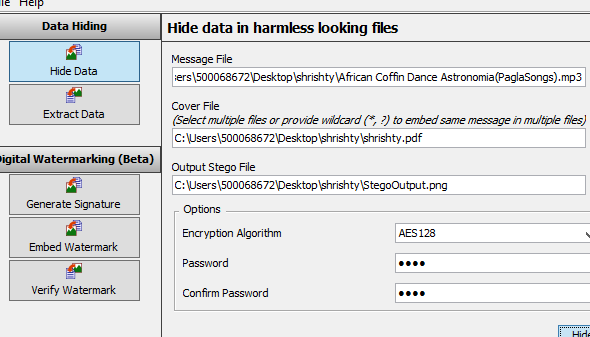 Help
Data Hiding
Hide Data
Extract Data
Digital Watermarking (Beta)
Generate Signature
Embed Watermark
Verify Watermark
Hide data in harmless looking files
Message File
ers\500068672\Desktop\shrishty\African Coffin Dance Astronomia(PaglaSongs).mp3
Cover File
(Select multiple files or provide wildcard (*, ?) to embed same message in multiple files)
C:\Users\500068672\Desktop\shrishty\shrishty.pdf
Output Stego File
C:\Users\500068672\Desktop\shrishty\StegoOutput.png
Options
Encryption Algorithm
AES128
Password
●●●●
Confirm Password
●●●●
Hide